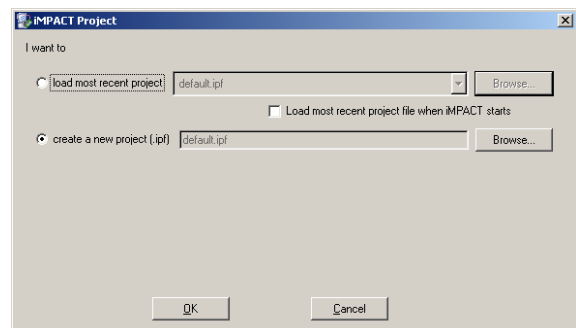 iMPACT Project
I want to
load most recent project default.ipf Browse...
Load most recent project file when iMPACT starts
create a new project (.ipf) default.ipf Browse...
OK Cancel